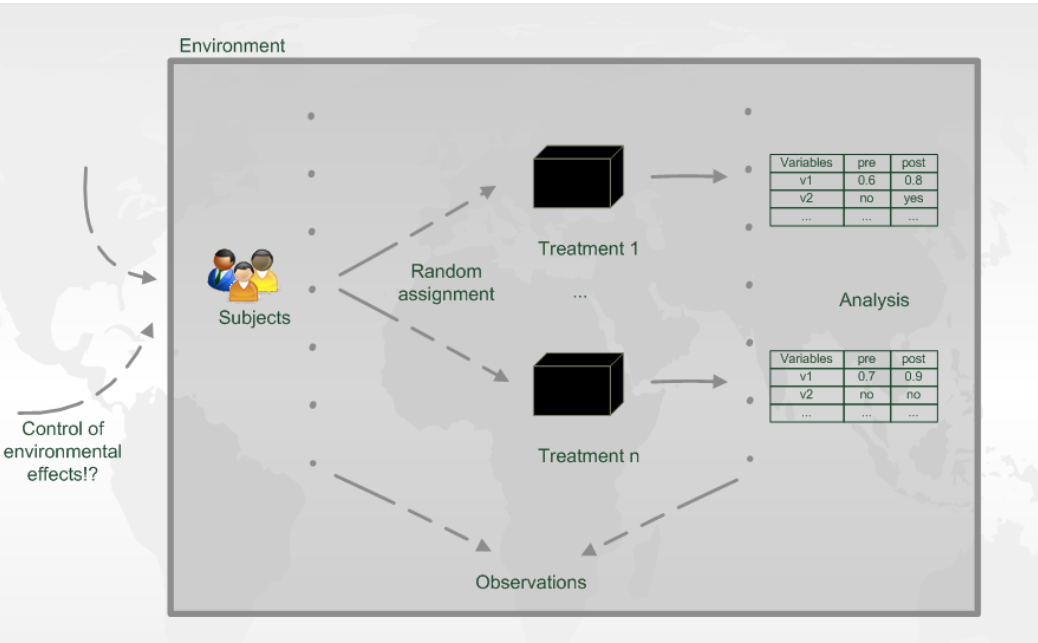 Environment
Control of
environmental
effects!?
Subjects
Random
assignment
Treatment 1
...
Treatment n
Variables pre post
v1 0.6 0.8
v2 no yes
... ... ...
Analysis
Variables pre post
v1 0.7 0.9
v2 no no
... ... ...
Observations